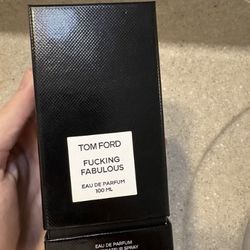 TOM FORD
FUCKING
FABULOUS
EAU DE PARFUM
100 ML
EAU DE PARFUM